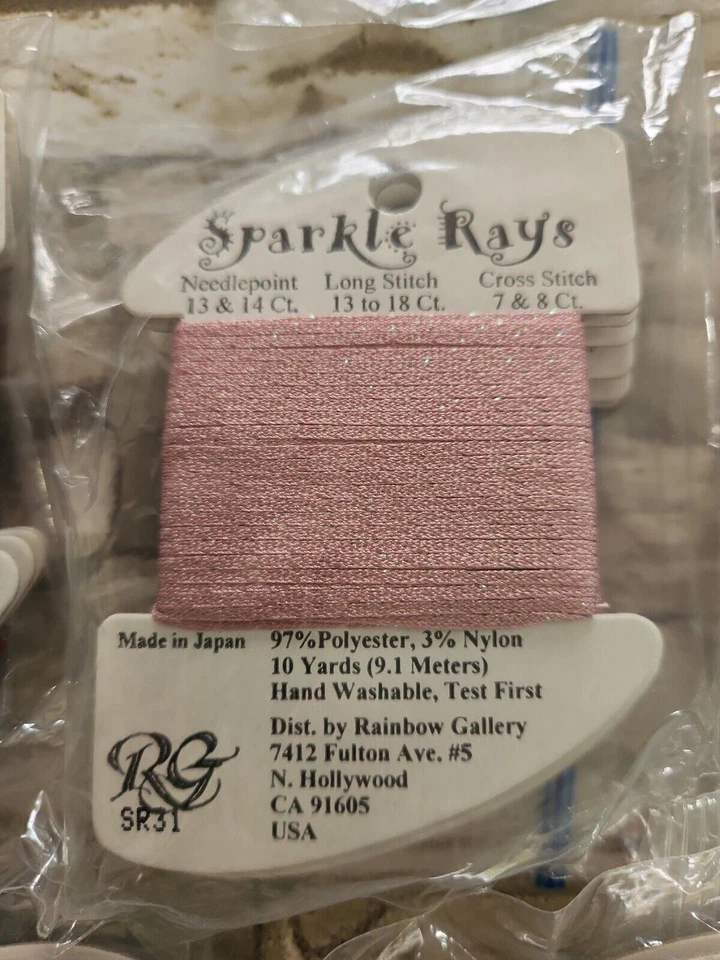 Sparkle Rays
Needlepoint Long Stitch Cross Stitch
13 & 14 Ct. 13 to 18 Ct. 7 & 8 Ct.
Made in Japan 97%Polyester, 3% Nylon
10 Yards (9.1 Meters)
Hand Washable, Test First
Dist. by Rainbow Gallery
7412 Fulton Ave. #5
N. Hollywood
CA 91605
USA
RG
SR31